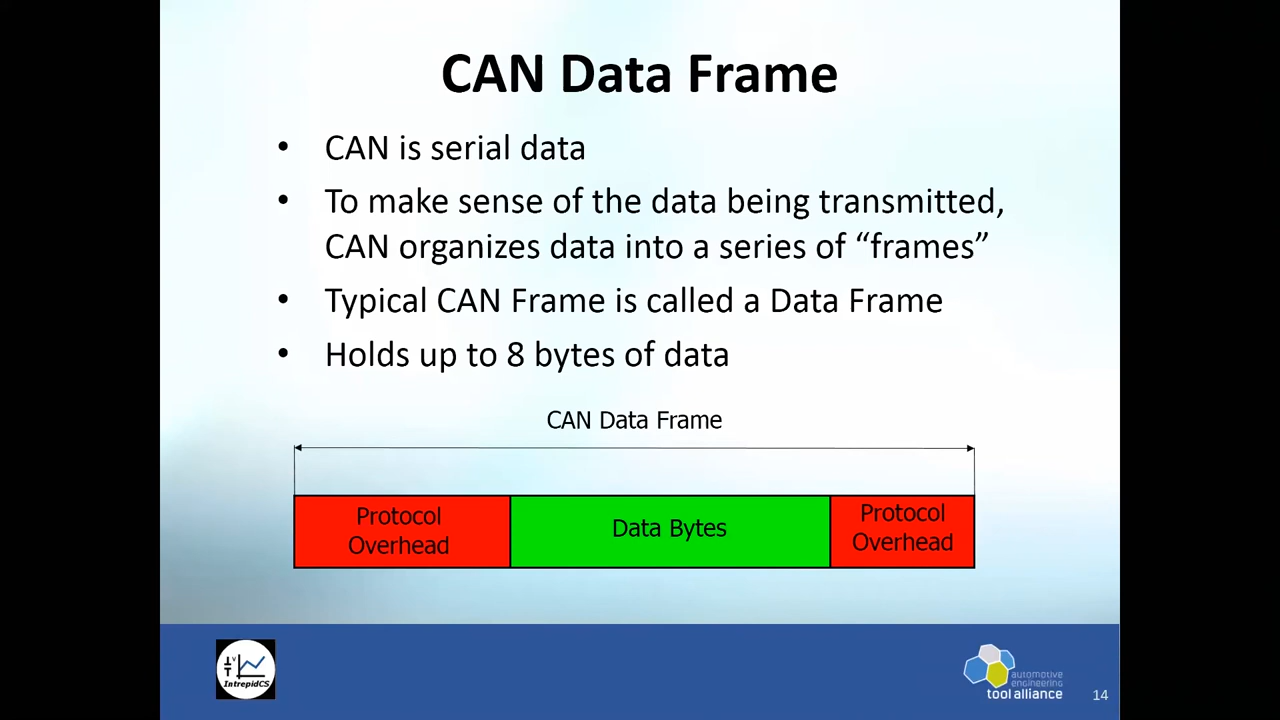 CAN Data Frame
• CAN is serial data
• To make sense of the data being transmitted,
CAN organizes data into a series of “frames”
• Typical CAN Frame is called a Data Frame
• Holds up to 8 bytes of data
CAN Data Frame
Protocol
Overhead
Data Bytes
Protocol
Overhead
IntrepidCS
automotive
engineering
tool alliance
14